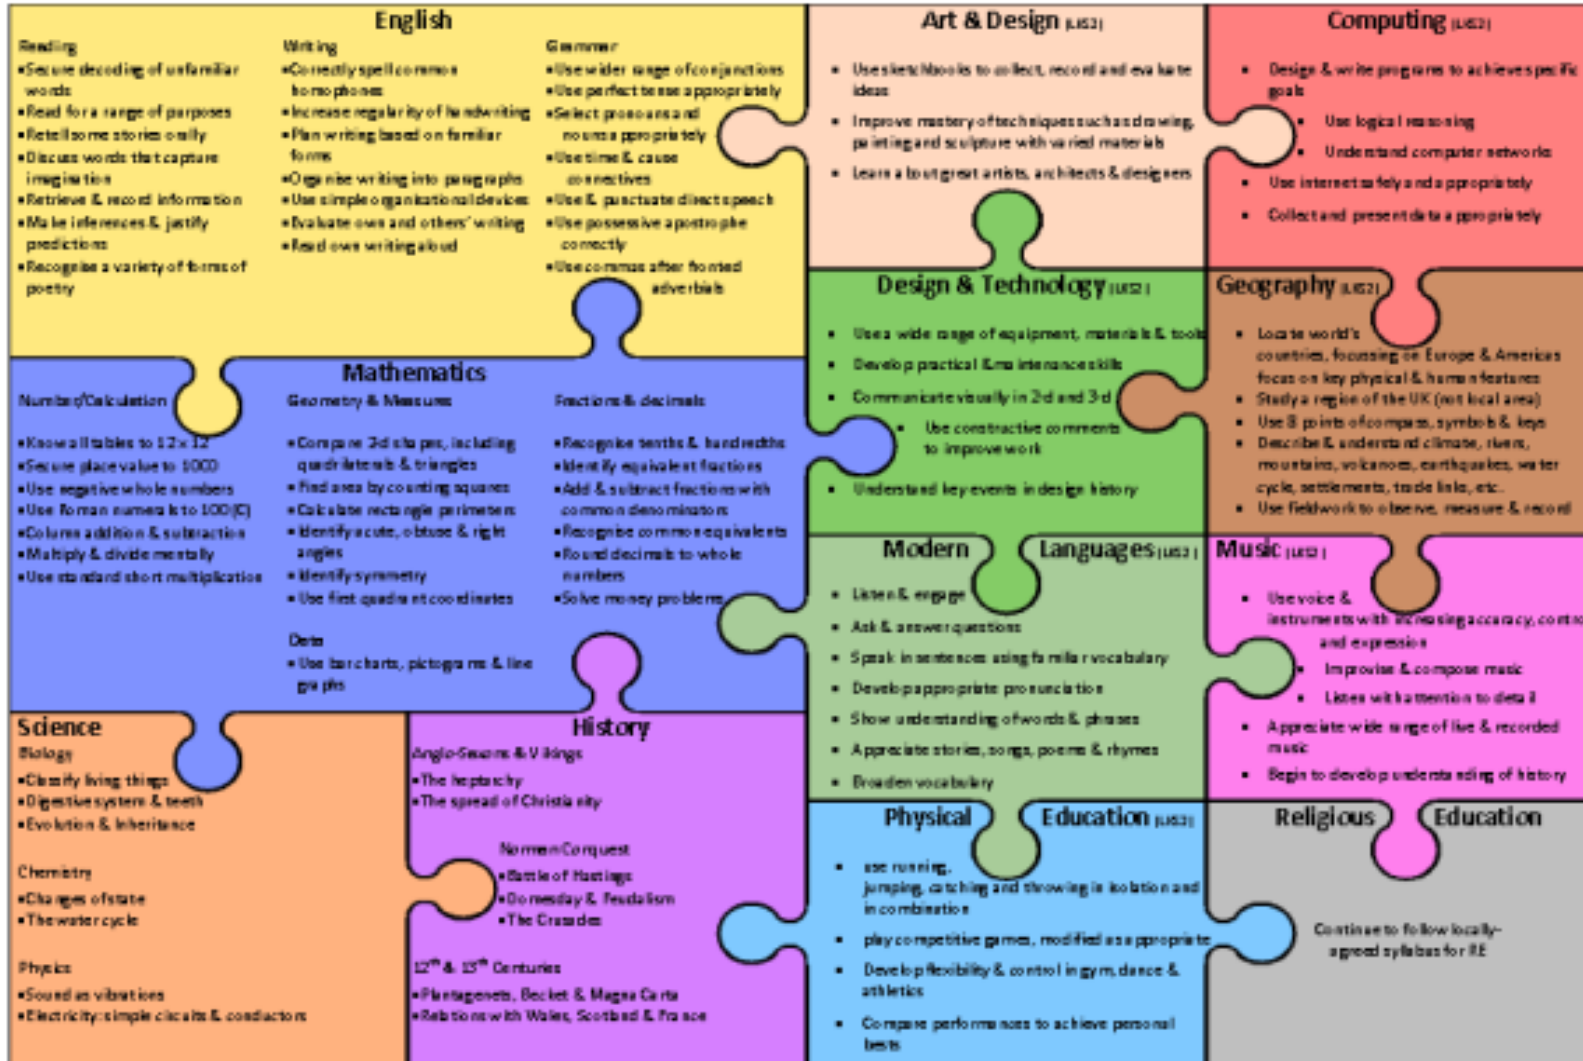 English
Reading
•Secure decoding of unfamiliar
words
•Read for a range of purposes
•Retell some stories orally
•Discuss words that capture
imagination
•Retrieve & record information
•Make inferences & justify
predictions
•Recognise a variety of forms of
poetry
Writing
•Correctly spell common
homophones
•Increase regularity of handwriting
•Plan writing based on familiar
forms
•Organise writing into paragraphs
•Use simple organisational devices
•Evaluate own and others' writing
•Read own writing aloud
Grammar
•Use wider range of conjunctions
•Use perfect tense appropriately
•Select pronouns and
nouns appropriately
•Use time & cause
connectives
•Use & punctuate direct speech
•Use possessive apostrophe
correctly
•Use commas after fronted
adverbials
Art & Design (LKS2)
• Use sketchbooks to collect, record and evaluate
ideas
• Improve mastery of techniques such as drawing,
painting and sculpture with varied materials
• Learn about great artists, architects & designers
Computing (LKS2)
• Design & write programs to achieve specific
goals
• Use logical reasoning
• Understand computer networks
• Use internet safely and appropriately
• Collect and present data appropriately
Mathematics
Number/Calculation
•Know all tables to 12 x 12
•Secure place value to 1000
•Use negative whole numbers
•Use Roman numerals to 100 (C)
•Column addition & subtraction
•Multiply & divide mentally
•Use standard short multiplication
Geometry & Measures
•Compare 2-d shapes, including
quadrilaterals & triangles
•Find area by counting squares
•Calculate rectangle perimeters
•Identify acute, obtuse & right
angles
•Identify symmetry
•Use first quadrant coordinates
Data
•Use bar charts, pictograms & line
graphs
Fractions & decimals
•Recognise tenths & hundredths
•Identify equivalent fractions
•Add & subtract fractions with
common denominators
•Recognise common equivalents
•Round decimals to whole
numbers
•Solve money problems
Design & Technology (LKS2)
• Use a wide range of equipment, materials & tools
• Develop practical & maintenance skills
• Communicate visually in 2-d and 3-d
• Use constructive comments
to improve work
• Understand key events in design history
Geography (LKS2)
• Locate world's
countries, focussing on Europe & Americas
focus on key physical & human features
• Study a region of the UK (not local area)
• Use 8 points of compass, symbols & keys
• Describe & understand climate, rivers,
mountains, volcanoes, earthquakes, water
cycle, settlements, trade links, etc.
• Use fieldwork to observe, measure & record
Modern Languages (LKS2)
• Listen & engage
• Ask & answer questions
• Speak in sentences using familiar vocabulary
• Develop appropriate pronunciation
• Show understanding of words & phrases
• Appreciate stories, songs, poems & rhymes
• Broaden vocabulary
Music (LKS2)
• Use voice &
instruments with increasing accuracy, control
and expression
• Improvise & compose music
• Listen with attention to detail
• Appreciate wide range of live & recorded
music
• Begin to develop understanding of history
Science
Biology
•Classify living things
•Digestive system & teeth
•Evolution & Inheritance
Chemistry
•Changes of state
•The water cycle
Physics
•Sound as vibrations
•Electricity: simple circuits & conductors
History
Anglo-Saxons & Vikings
•The heptarchy
•The spread of Christianity
Norman Conquest
•Battle of Hastings
•Domesday & Feudalism
•The Crusades
12th & 13th Centuries
•Plantagenets, Becket & Magna Carta
•Relations with Wales, Scotland & France
Physical Education (LKS2)
• use running,
jumping, catching and throwing in isolation and
in combination
• play competitive games, modified as appropriate
• Develop flexibility & control in gym, dance &
athletics
• Compare performances to achieve personal
bests
Religious Education
Continue to follow locally-
agreed syllabus for RE